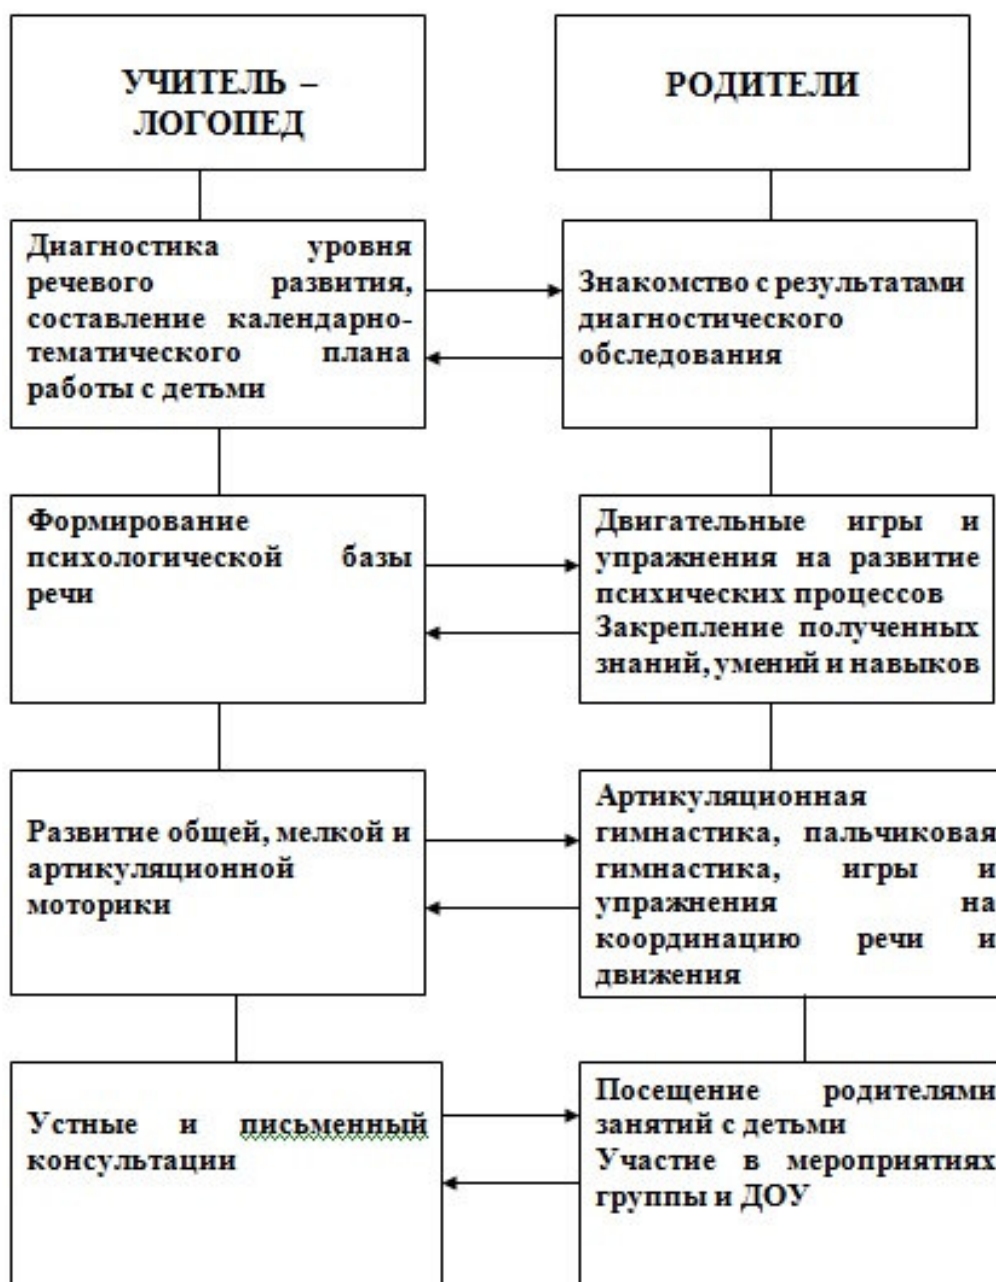 УЧИТЕЛЬ –
ЛОГОПЕД
РОДИТЕЛИ
Диагностика уровня
речевого развития,
составление календарно-
тематического плана
работы с детьми
Знакомство с результатами
диагностического
обследования
Формирование
психологической базы
речи
Двигательные игры и
упражнения на развитие
психических процессов
Закрепление полученных
знаний, умений и навыков
Развитие общей, мелкой и
артикуляционной
моторики
Артикуляционная
гимнастика, пальчиковая
гимнастика, игры и
упражнения на
координацию речи и
движения
Устные и письменный
консультации
Посещение родителями
занятий с детьми
Участие в мероприятиях
группы и ДОУ